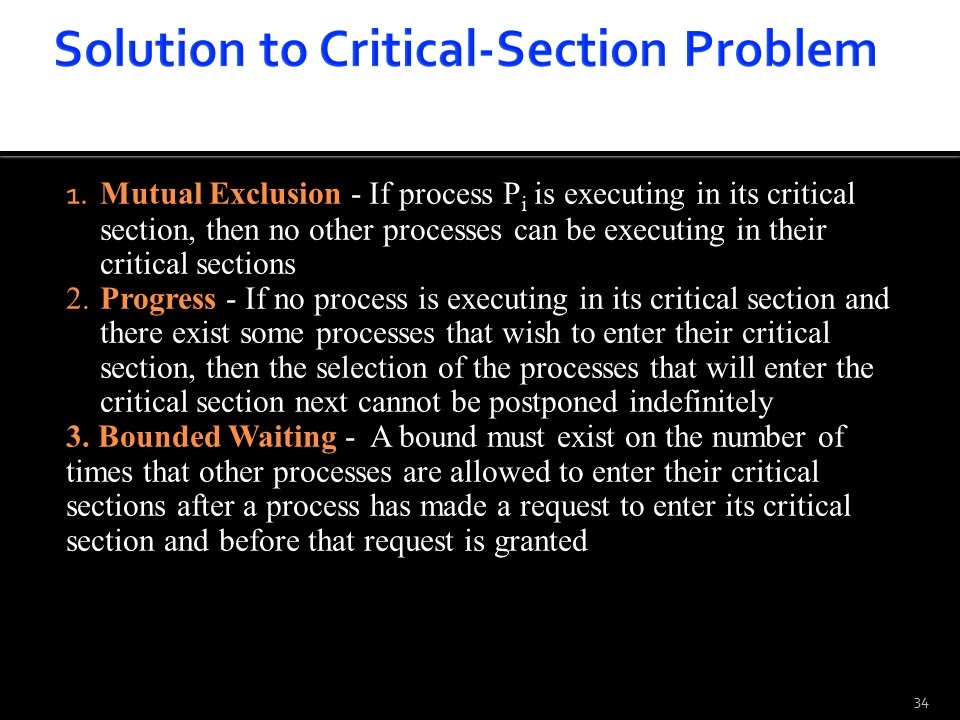 Solution to Critical-Section Problem
1. Mutual Exclusion - If process Pi is executing in its critical
section, then no other processes can be executing in their
critical sections
2. Progress - If no process is executing in its critical section and
there exist some processes that wish to enter their critical
section, then the selection of the processes that will enter the
critical section next cannot be postponed indefinitely
3. Bounded Waiting - A bound must exist on the number of
times that other processes are allowed to enter their critical
sections after a process has made a request to enter its critical
section and before that request is granted
34